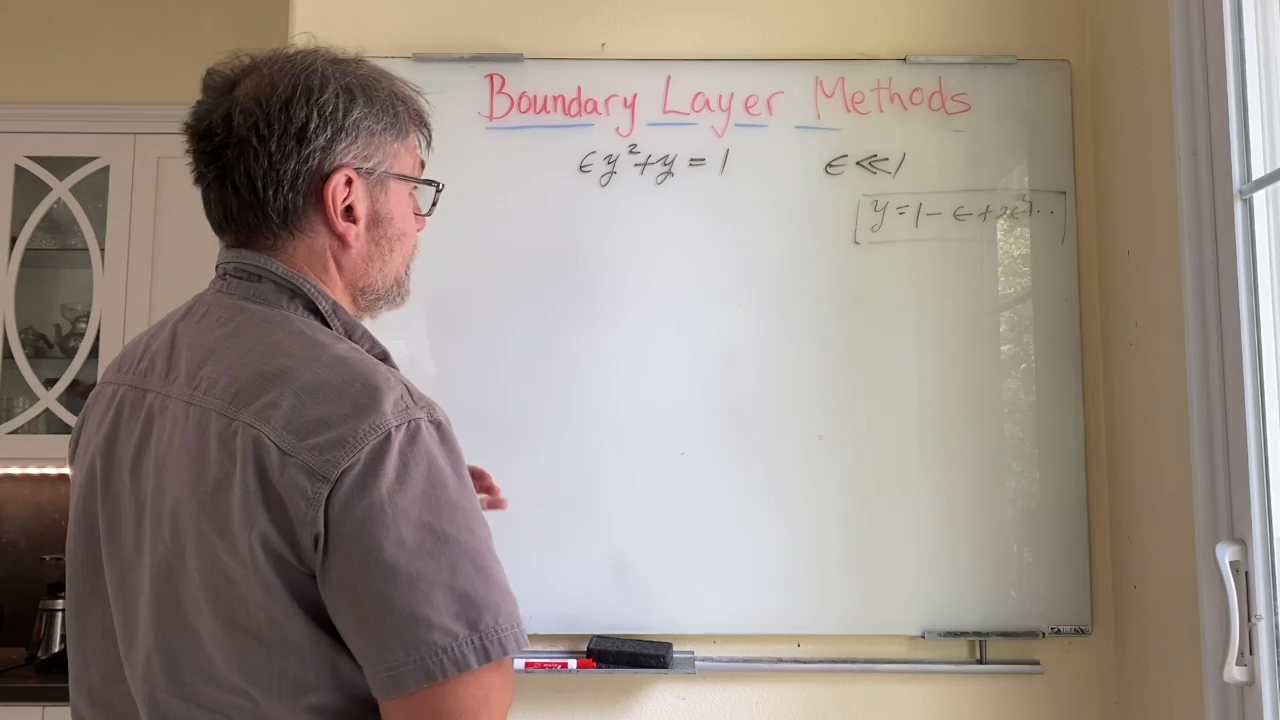 Boundary Layer Methods
ϵy²+y = 1 ϵ≪1
y = 1 - ϵ + 2ϵ²...